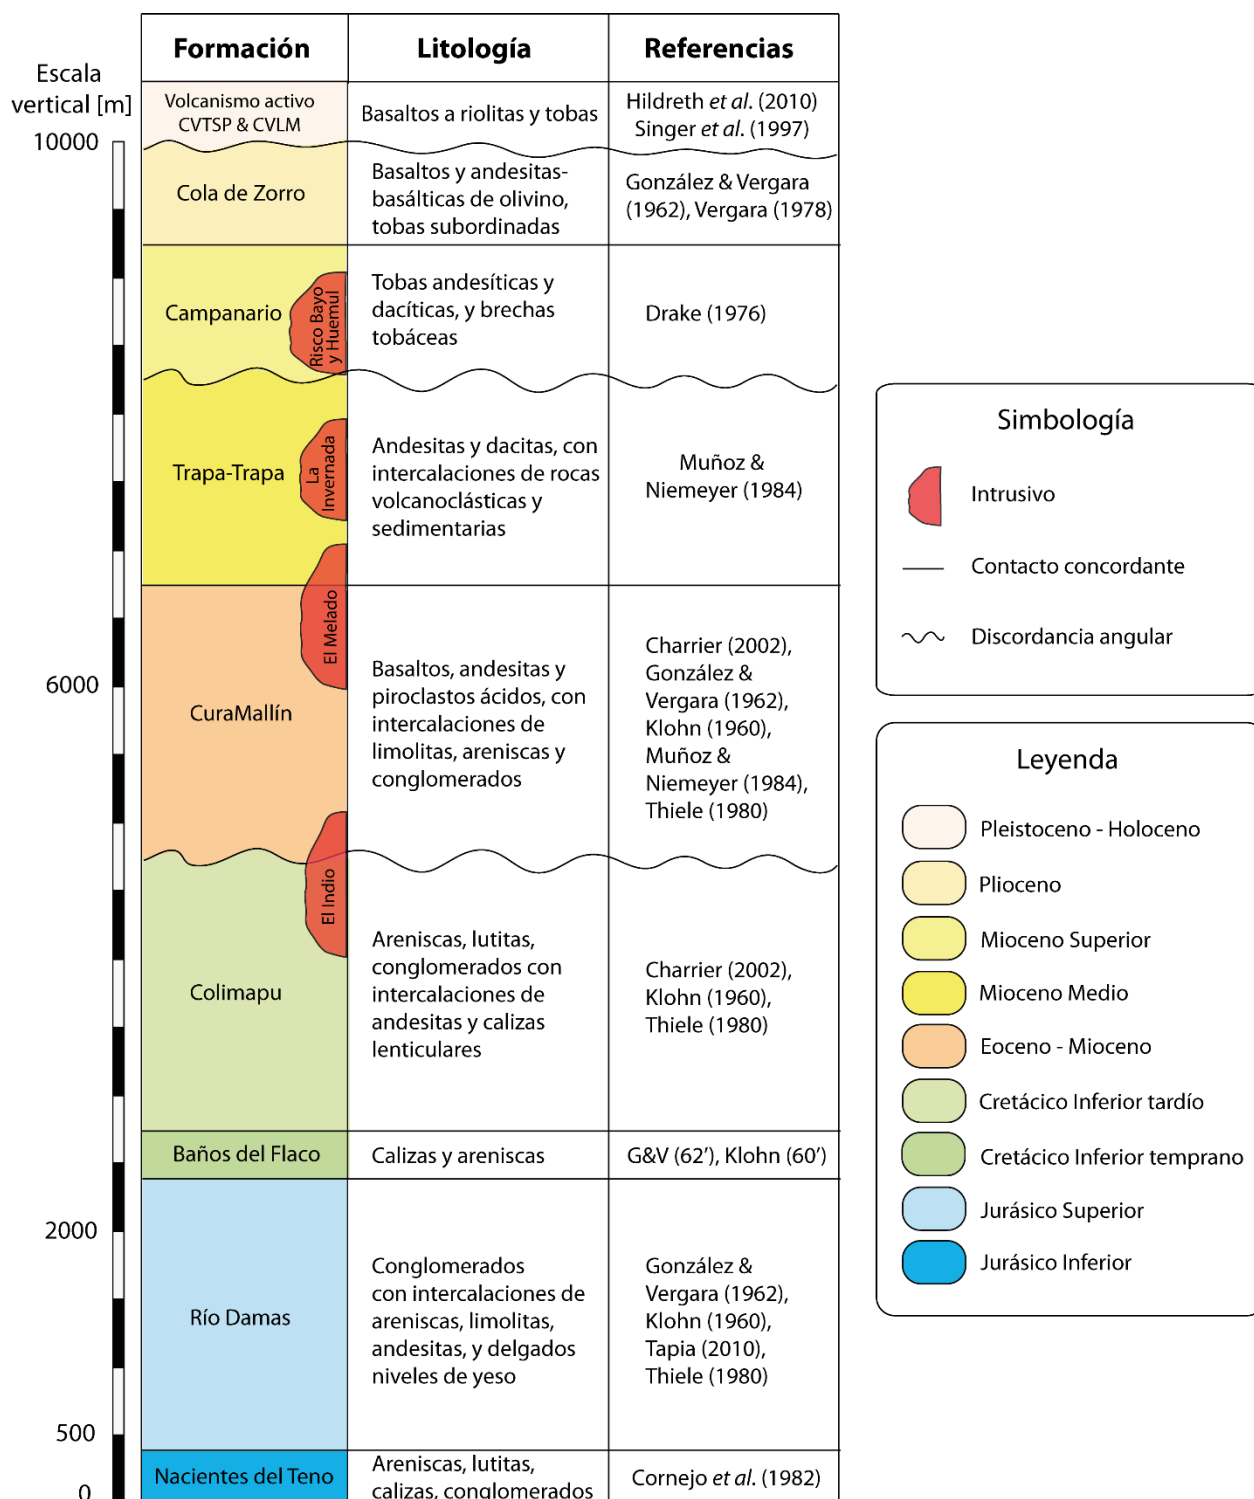 Formación
Litología
Referencias
Escala
vertical [m]
10000
6000
2000
500
0
Volcanismo activo
CVTSP & CVLM
Basaltos a riolitas y tobas
Hildreth et al. (2010)
Singer et al. (1997)
Cola de Zorro
Basaltos y andesitas-
basálticas de olivino,
tobas subordinadas
González & Vergara
(1962), Vergara (1978)
Campanario
Risco Bayo
y Huemul
Tobas andesíticas y
dacíticas, y brechas
tobáceas
Drake (1976)
Trapa-Trapa
La
Invernada
Andesitas y dacitas, con
intercalaciones de rocas
volcanoclásticas y
sedimentarias
Muñoz &
Niemeyer (1984)
El Melado
CuraMallín
Basaltos, andesitas y
piroclastos ácidos, con
intercalaciones de
limolitas, areniscas y
conglomerados
Charrier (2002),
González &
Vergara (1962),
Klohn (1960),
Muñoz &
Niemeyer (1984),
Thiele (1980)
El Indio
Colimapu
Areniscas, lutitas,
conglomerados con
intercalaciones de
andesitas y calizas
lenticulares
Charrier (2002),
Klohn (1960),
Thiele (1980)
Baños del Flaco
Calizas y areniscas
G&V (62'), Klohn (60')
Río Damas
Conglomerados
con intercalaciones de
areniscas, limolitas,
andesitas, y delgados
niveles de yeso
González &
Vergara (1962),
Klohn (1960),
Tapia (2010),
Thiele (1980)
Nacientes del Teno
Areniscas, lutitas,
calizas, conglomerados
Cornejo et al. (1982)
Simbología
Intrusivo
Contacto concordante
Discordancia angular
Leyenda
Pleistoceno - Holoceno
Plioceno
Mioceno Superior
Mioceno Medio
Eoceno - Mioceno
Cretácico Inferior tardío
Cretácico Inferior temprano
Jurásico Superior
Jurásico Inferior